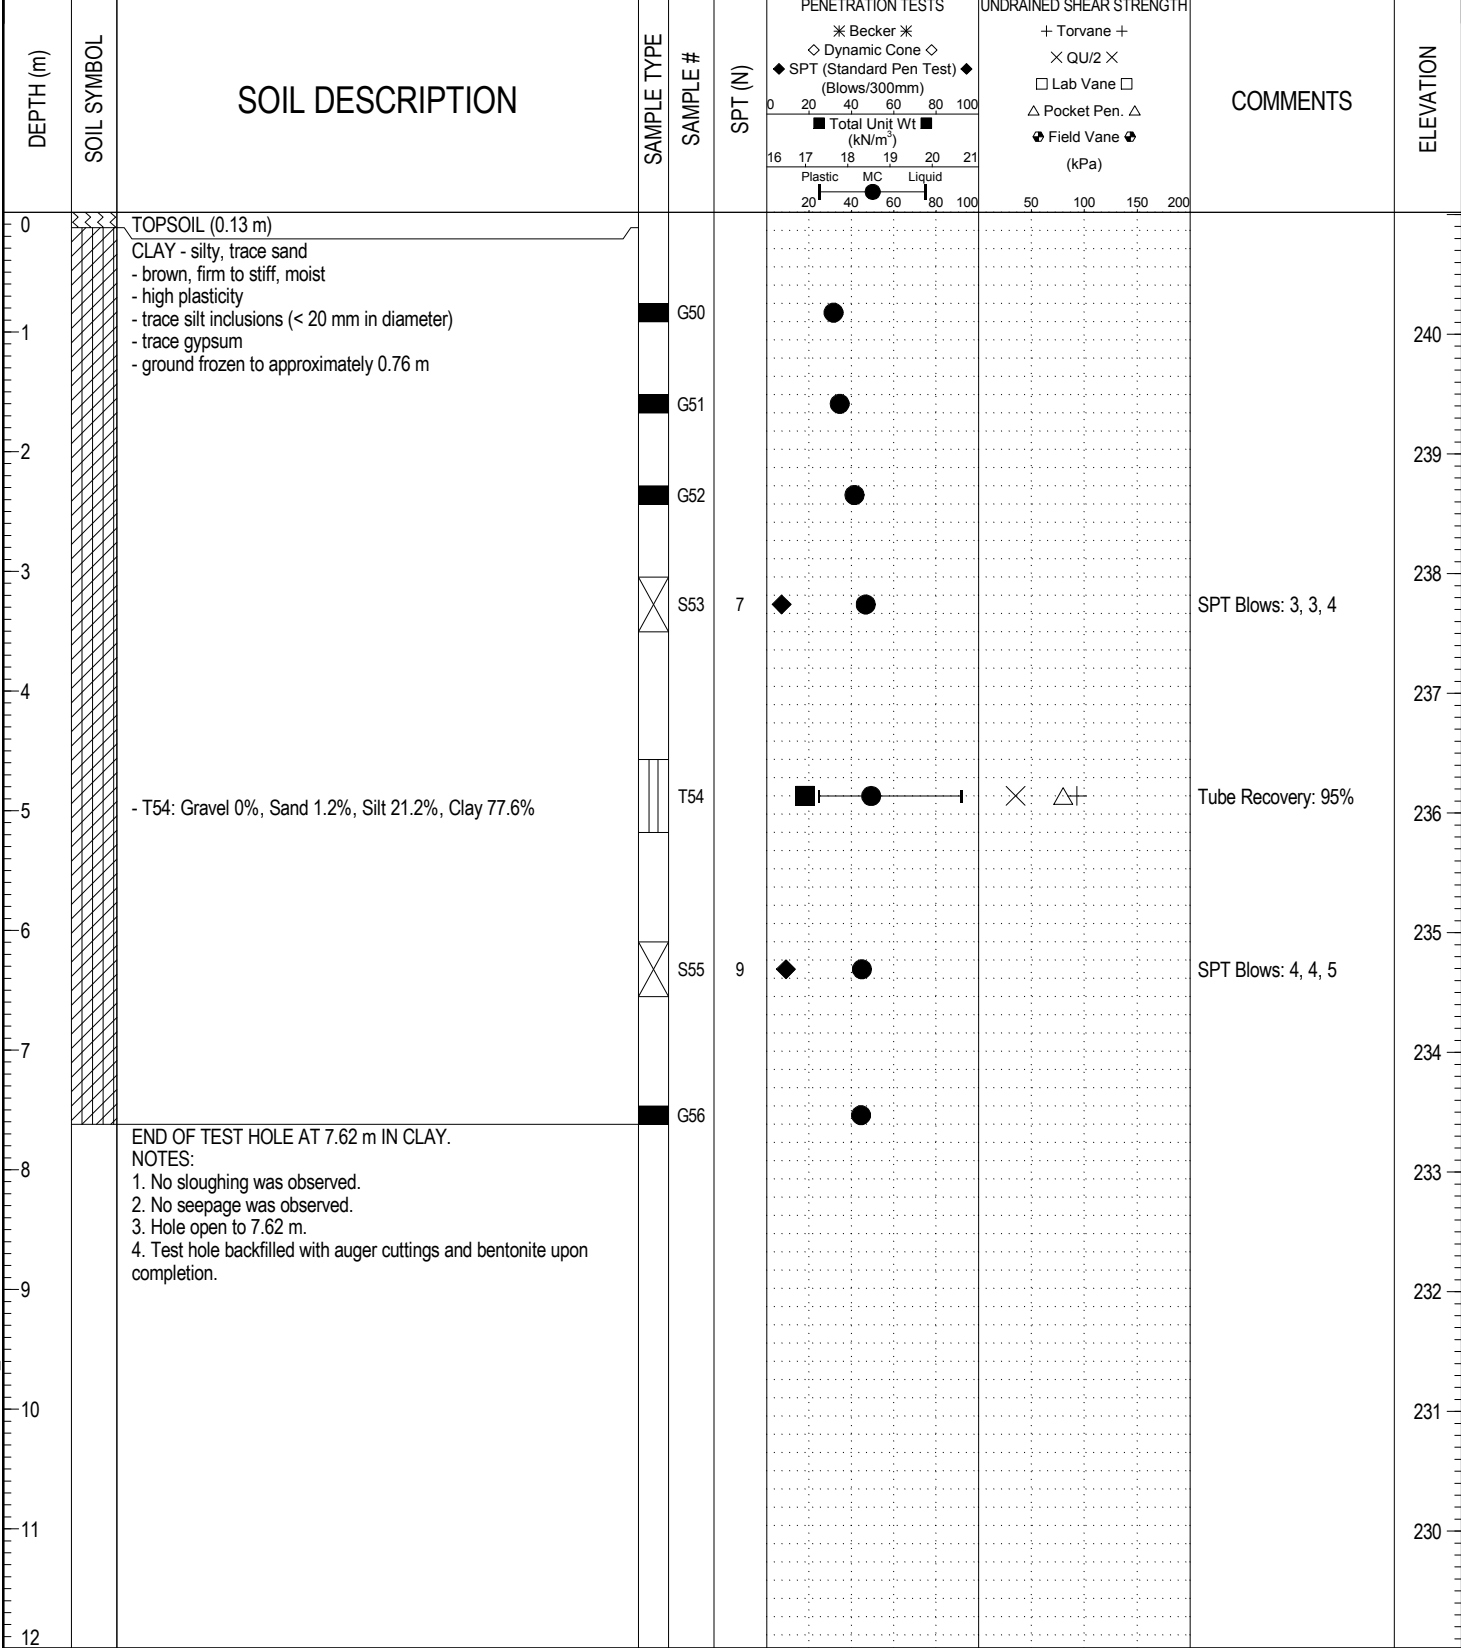 DEPTH (m)
SOIL SYMBOL
SOIL DESCRIPTION
SAMPLE TYPE
SAMPLE #
SPT (N)
PENETRATION TESTS
Becker
Dynamic Cone
SPT (Standard Pen Test)
(Blows/300mm)
0 20 40 60 80 100
Total Unit Wt
(kN/m³)
16 17 18 19 20 21
Plastic MC Liquid
20 40 60 80 100
UNDRAINED SHEAR STRENGTH
Torvane
QU/2
Lab Vane
Pocket Pen.
Field Vane
(kPa)
50 100 150 200
COMMENTS
ELEVATION
0
TOPSOIL (0.13 m)
CLAY - silty, trace sand
- brown, firm to stiff, moist
- high plasticity
- trace silt inclusions (< 20 mm in diameter)
- trace gypsum
- ground frozen to approximately 0.76 m
G50
1
240
G51
2
239
G52
3
238
S53 7 SPT Blows: 3, 3, 4
4
237
T54 Tube Recovery: 95%
- T54: Gravel 0%, Sand 1.2%, Silt 21.2%, Clay 77.6%
5
236
6
235
S55 9 SPT Blows: 4, 4, 5
7
234
G56
END OF TEST HOLE AT 7.62 m IN CLAY.
NOTES:
8
233
1. No sloughing was observed.
2. No seepage was observed.
3. Hole open to 7.62 m.
4. Test hole backfilled with auger cuttings and bentonite upon
completion.
9
232
10
231
11
230
12